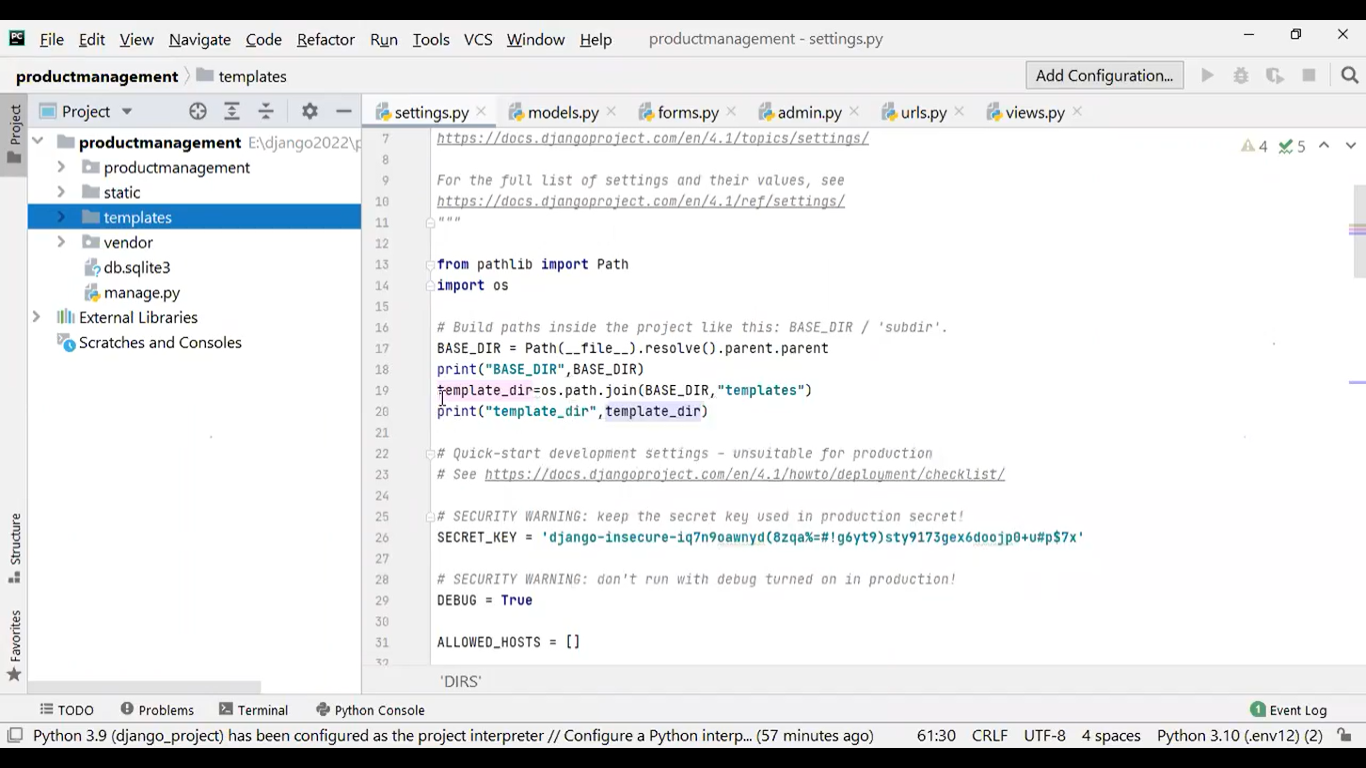 PC File Edit View Navigate Code Refactor Run Tools VCS Window Help productmanagement - settings.py
productmanagement templates Add Configuration...
Project
Project settings.py models.py forms.py admin.py urls.py views.py
productmanagement E:\django2022\p
productmanagement
static
templates
vendor
db.sqlite3
manage.py
External Libraries
Scratches and Consoles
Structure
Favorites
4 5
7 https://docs.djangoproject.com/en/4.1/topics/settings/
8
9 For the full list of settings and their values, see
10 https://docs.djangoproject.com/en/4.1/ref/settings/
11 """
12
13 from pathlib import Path
14 import os
15
16 # Build paths inside the project like this: BASE_DIR / 'subdir'.
17 BASE_DIR = Path(__file__).resolve().parent.parent
18 print("BASE_DIR",BASE_DIR)
19 template_dir=os.path.join(BASE_DIR,"templates")
20 print("template_dir",template_dir)
21
22 # Quick-start development settings - unsuitable for production
23 # See https://docs.djangoproject.com/en/4.1/howto/deployment/checklist/
24
25 # SECURITY WARNING: keep the secret key used in production secret!
26 SECRET_KEY = 'django-insecure-iq7n9oawnyd(8zqa%=#!g6yt9)sty9173gex6doojp0+u#p$7x'
27
28 # SECURITY WARNING: don't run with debug turned on in production!
29 DEBUG = True
30
31 ALLOWED_HOSTS = []
32
'DIRS'
TODO Problems Terminal Python Console 1 Event Log
Python 3.9 (django_project) has been configured as the project interpreter // Configure a Python interp... (57 minutes ago) 61:30 CRLF UTF-8 4 spaces Python 3.10 (.env12) (2)